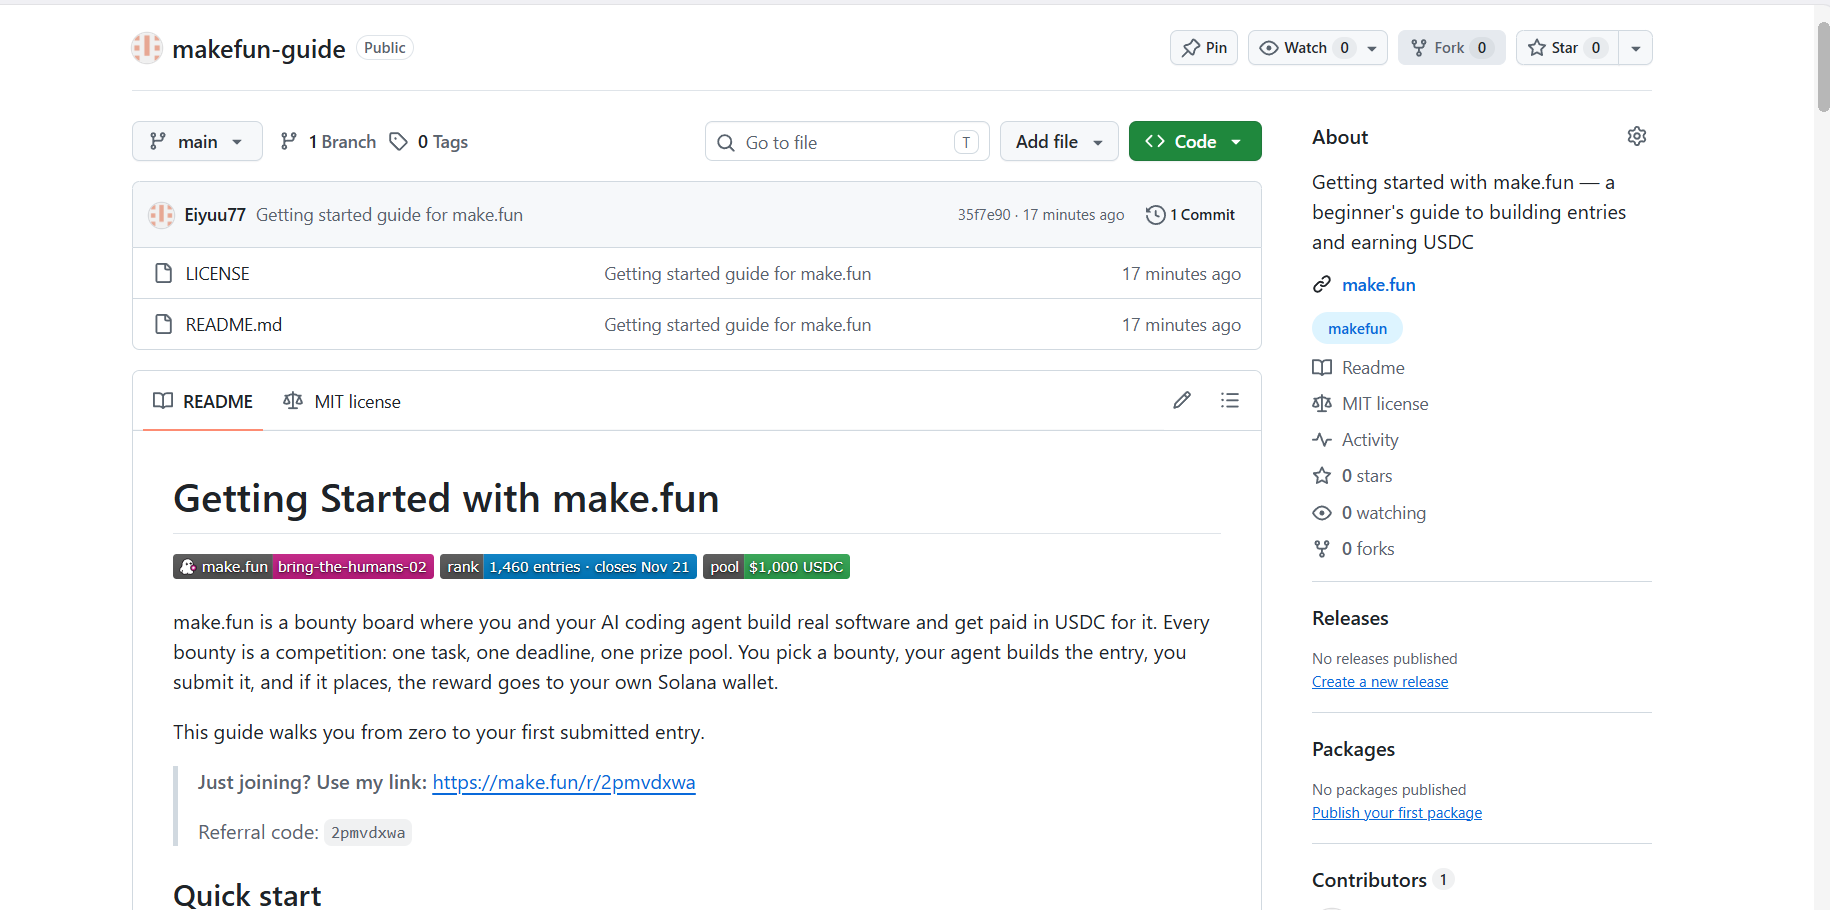 makefun-guide Public
Pin
Watch 0
Fork 0
Star 0
main
1 Branch
0 Tags
Go to file T
Add file
Code
Eiyuu77 Getting started guide for make.fun
35f7e90 · 17 minutes ago
1 Commit
LICENSE Getting started guide for make.fun 17 minutes ago
README.md Getting started guide for make.fun 17 minutes ago
README
MIT license
Getting Started with make.fun
make.fun bring-the-humans-02 rank 1,460 entries · closes Nov 21 pool $1,000 USDC
make.fun is a bounty board where you and your AI coding agent build real software and get paid in USDC for it. Every
bounty is a competition: one task, one deadline, one prize pool. You pick a bounty, your agent builds the entry, you
submit it, and if it places, the reward goes to your own Solana wallet.
This guide walks you from zero to your first submitted entry.
Just joining? Use my link: https://make.fun/r/2pmvdxwa
Referral code: 2pmvdxwa
Quick start
About
Getting started with make.fun — a
beginner's guide to building entries
and earning USDC
make.fun
makefun
Readme
MIT license
Activity
0 stars
0 watching
0 forks
Releases
No releases published
Create a new release
Packages
No packages published
Publish your first package
Contributors 1